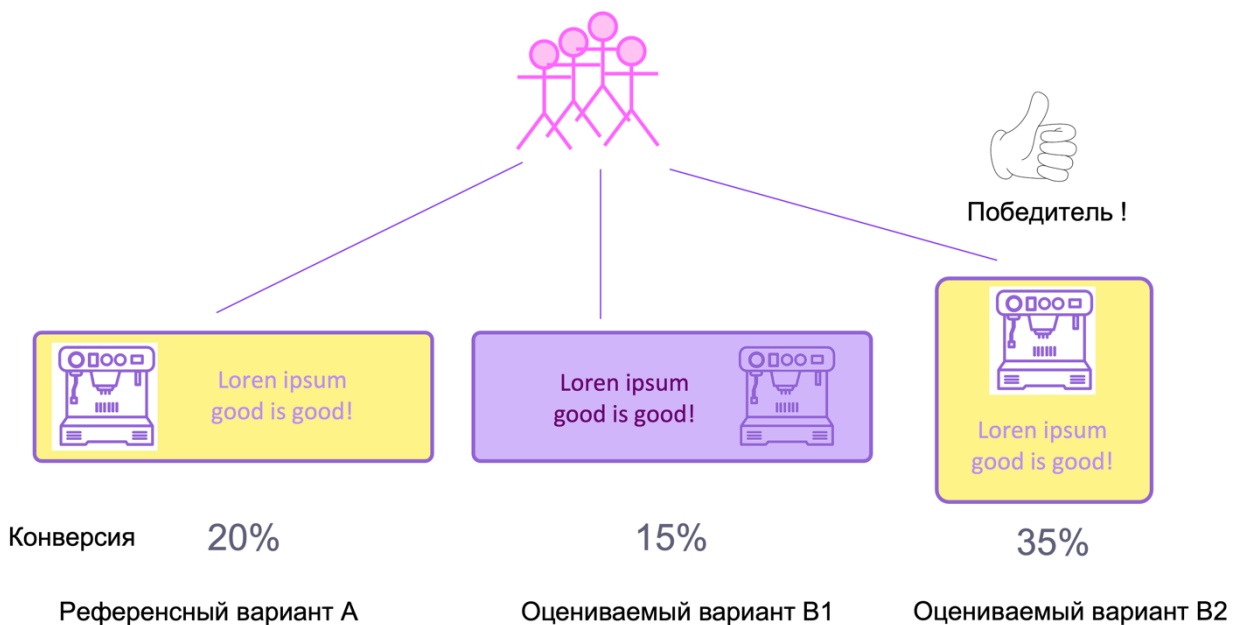 Победитель !
Loren ipsum
good is good!
Loren ipsum
good is good!
Loren ipsum
good is good!
Конверсия 20% 15% 35%
Референсный вариант А Оцениваемый вариант В1 Оцениваемый вариант В2